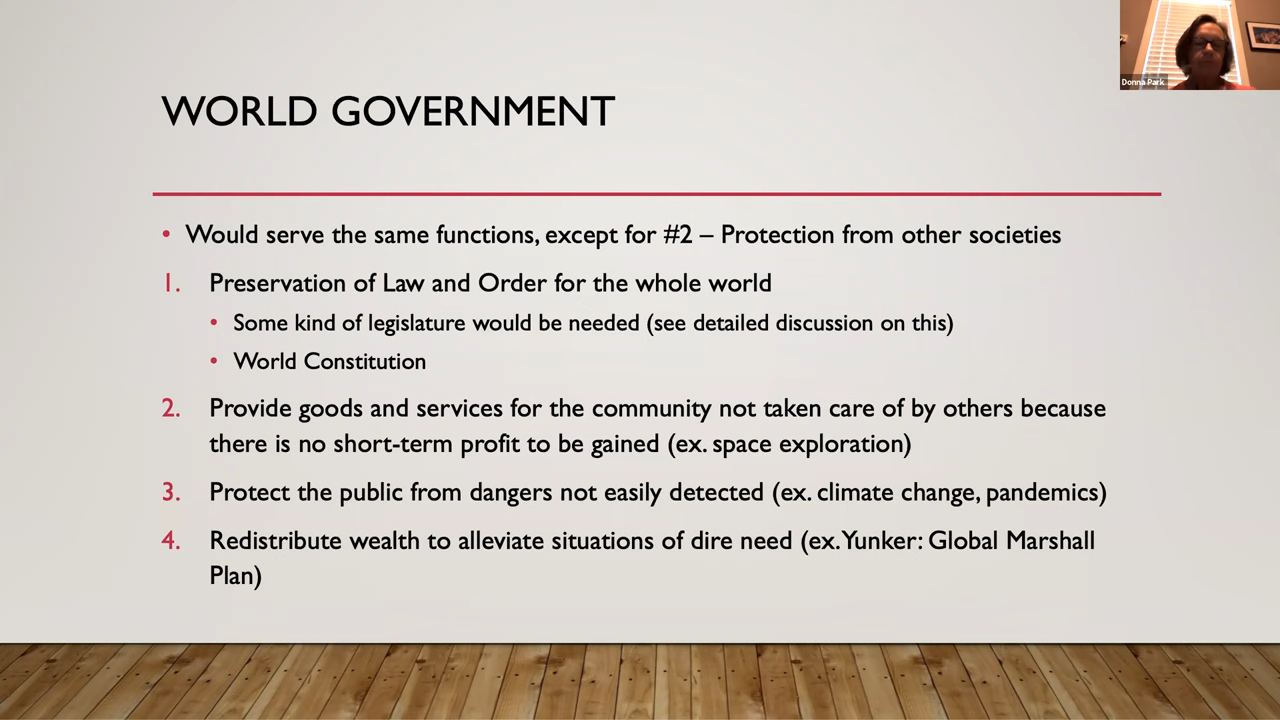 Donna Park
WORLD GOVERNMENT
• Would serve the same functions, except for #2 – Protection from other societies
1. Preservation of Law and Order for the whole world
• Some kind of legislature would be needed (see detailed discussion on this)
• World Constitution
2. Provide goods and services for the community not taken care of by others because
there is no short-term profit to be gained (ex. space exploration)
3. Protect the public from dangers not easily detected (ex. climate change, pandemics)
4. Redistribute wealth to alleviate situations of dire need (ex. Yunker: Global Marshall
Plan)